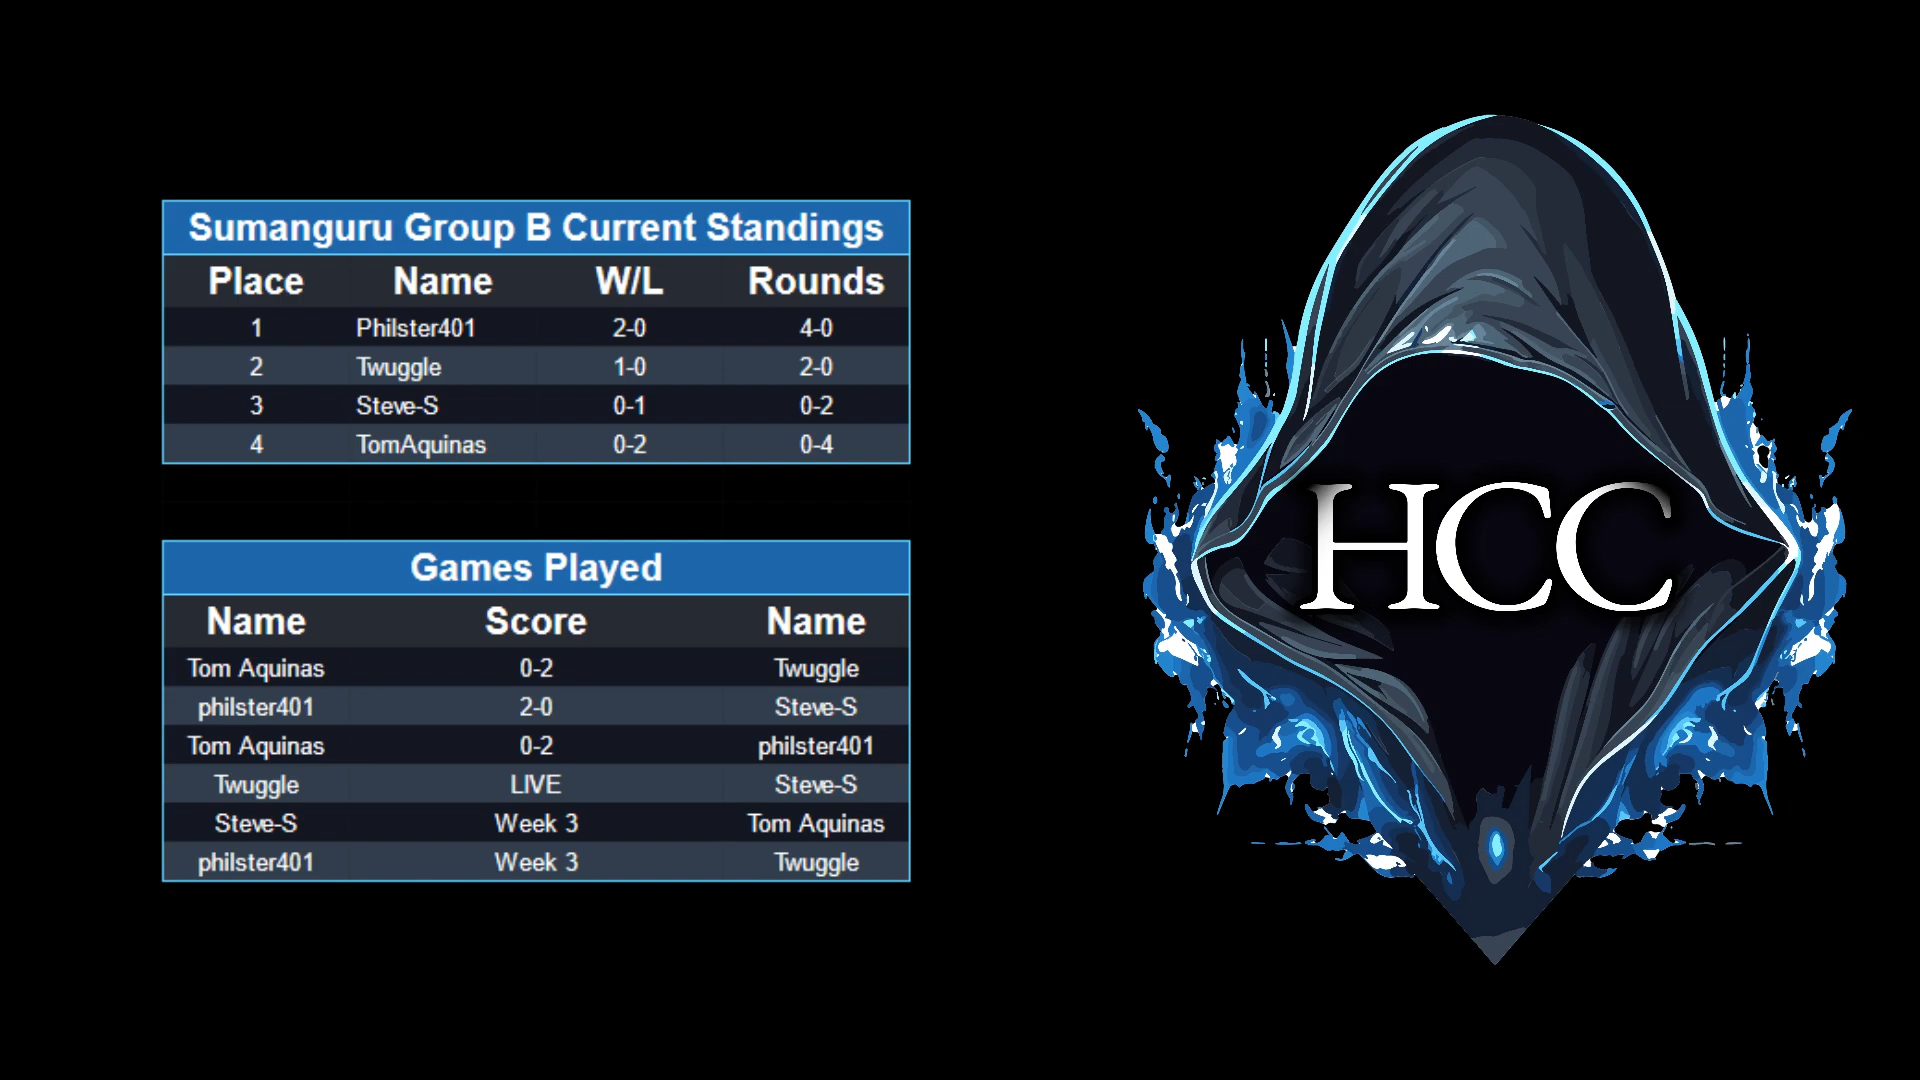 Sumanguru Group B Current Standings
Place Name W/L Rounds
1 Philster401 2-0 4-0
2 Twuggle 1-0 2-0
3 Steve-S 0-1 0-2
4 TomAquinas 0-2 0-4
Games Played
Name Score Name
Tom Aquinas 0-2 Twuggle
philster401 2-0 Steve-S
Tom Aquinas 0-2 philster401
Twuggle LIVE Steve-S
Steve-S Week 3 Tom Aquinas
philster401 Week 3 Twuggle
HCC